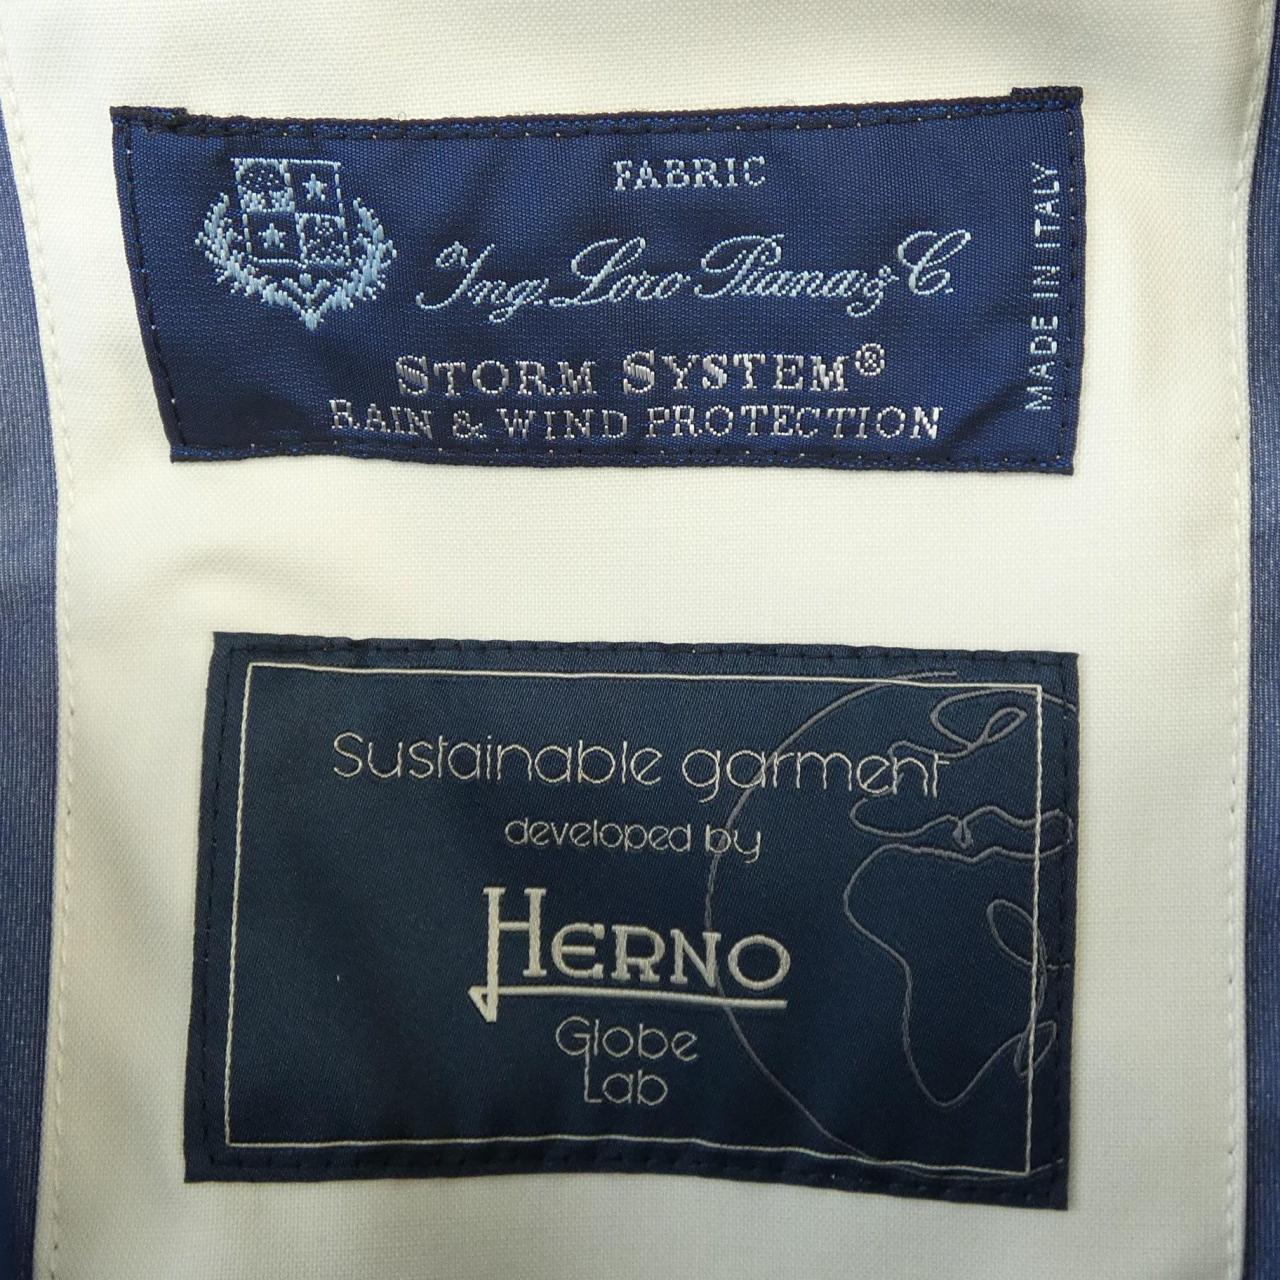 FABRIC
Ing. Loro Piana & C.
STORM SYSTEM®
RAIN & WIND PROTECTION
MADE IN ITALY
Sustainable garment
developed by
HERNO
Globe
Lab